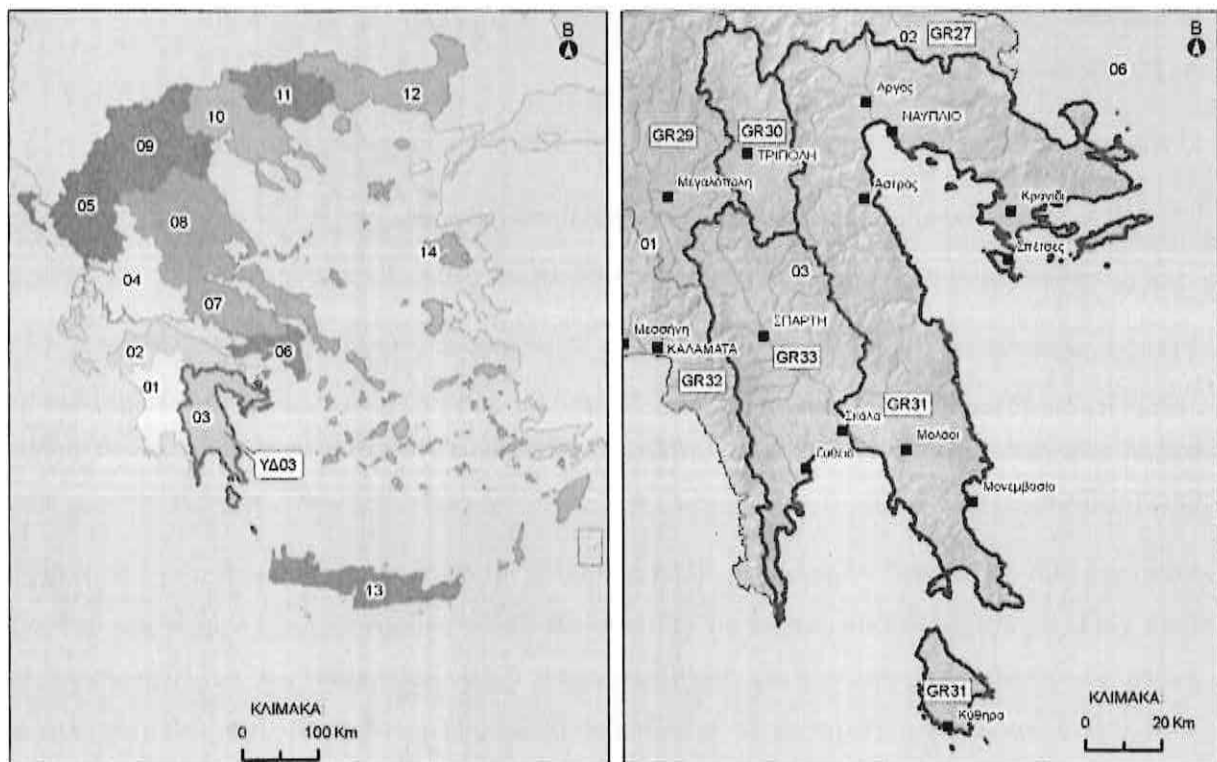 Β
11
12
10
09
05
08
14
04
07
06
02
01
03
ΥΔ03
13
ΚΛΙΜΑΚΑ:
0 100 Km
02
GR27
Β
06
Άργος
ΝΑΥΠΛΙΟ
GR29
GR30
ΤΡΙΠΟΛΗ
Μεγαλόπολη
Άστρος
Κρανίδι
01
Σπέτσες
03
ΣΠΑΡΤΗ
Μεσσήνη
ΚΑΛΑΜΑΤΑ
GR33
GR32
GR31
Σκάλα
Μολάοι
Γύθειο
Μονεμβασία
GR31
Κύθηρα
ΚΛΙΜΑΚΑ:
0 20 Km